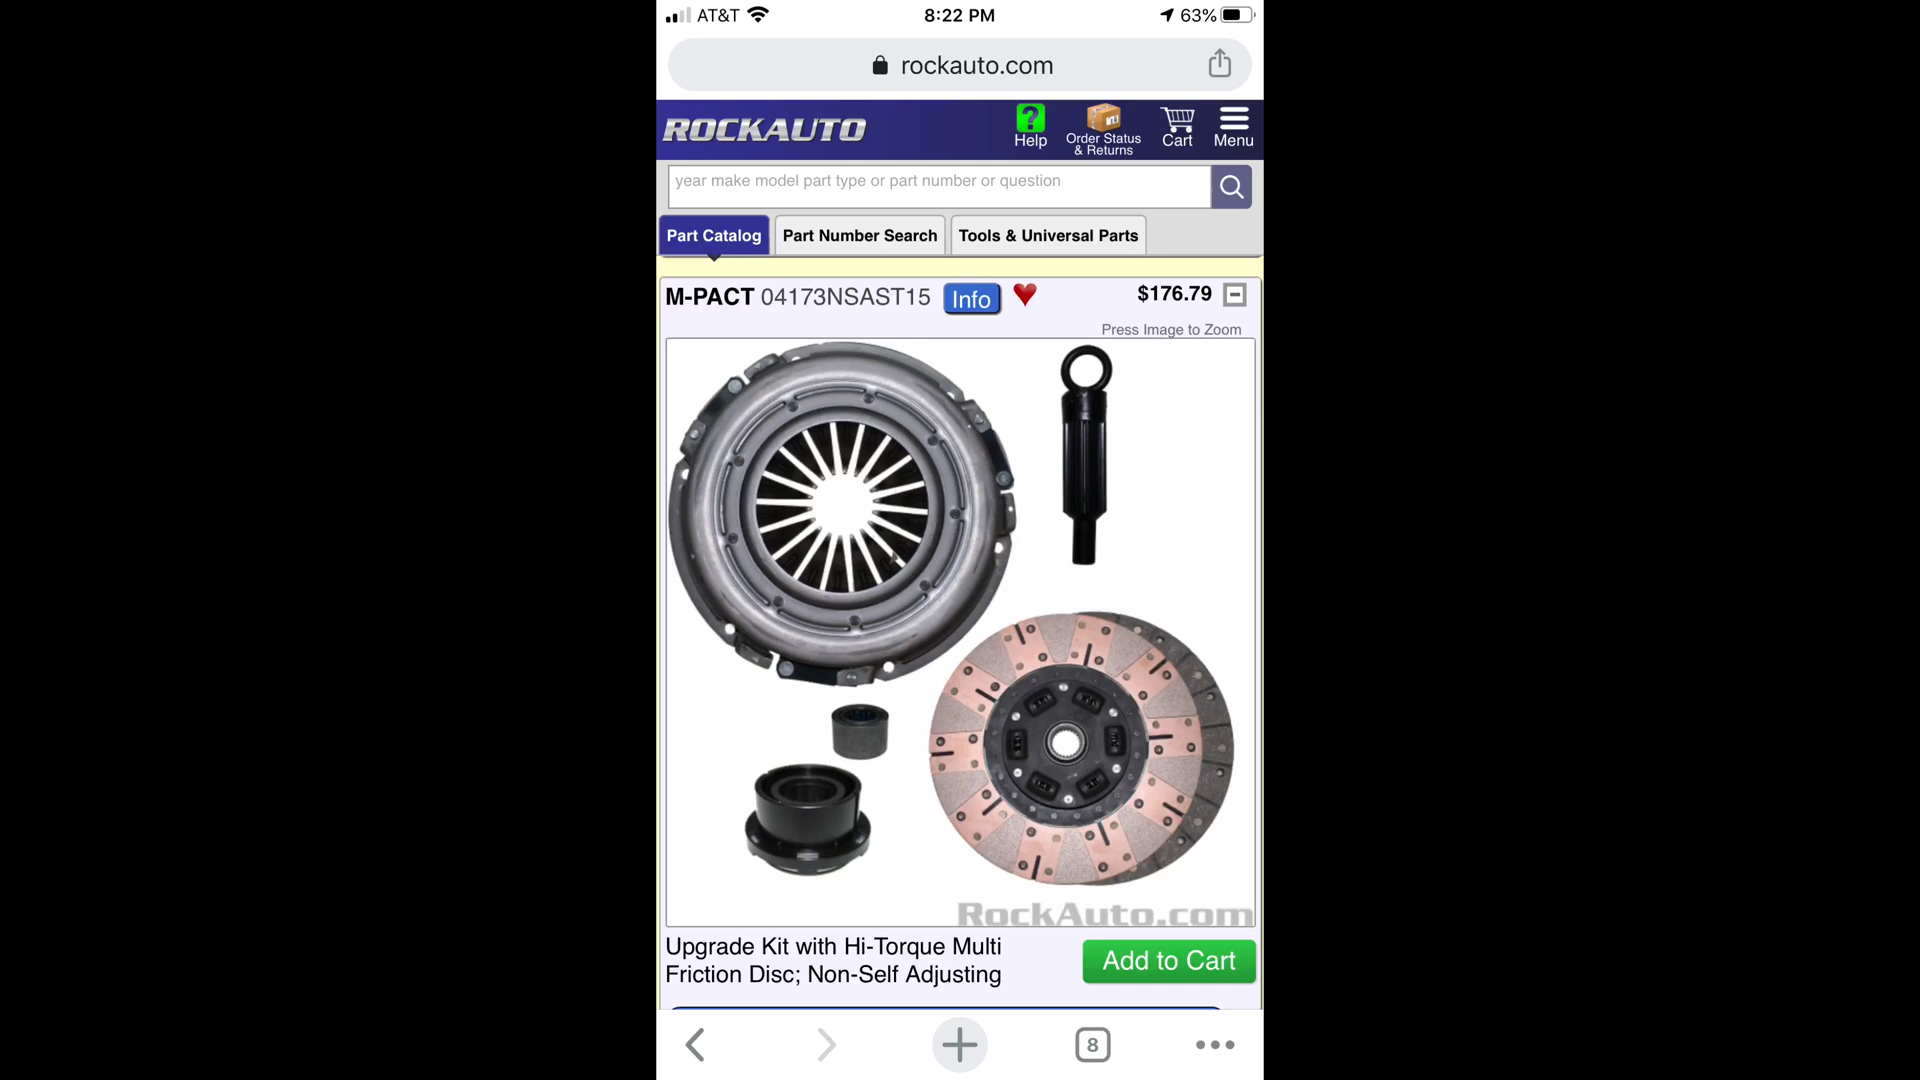 AT&T
8:22 PM
63%
rockauto.com
ROCKAUTO
Help
Order Status
& Returns
Cart
Menu
year make model part type or part number or question
Part Catalog
Part Number Search
Tools & Universal Parts
M-PACT 04173NSAST15 Info
$176.79
Press Image to Zoom
RockAuto.com
Upgrade Kit with Hi-Torque Multi
Friction Disc; Non-Self Adjusting
Add to Cart
8